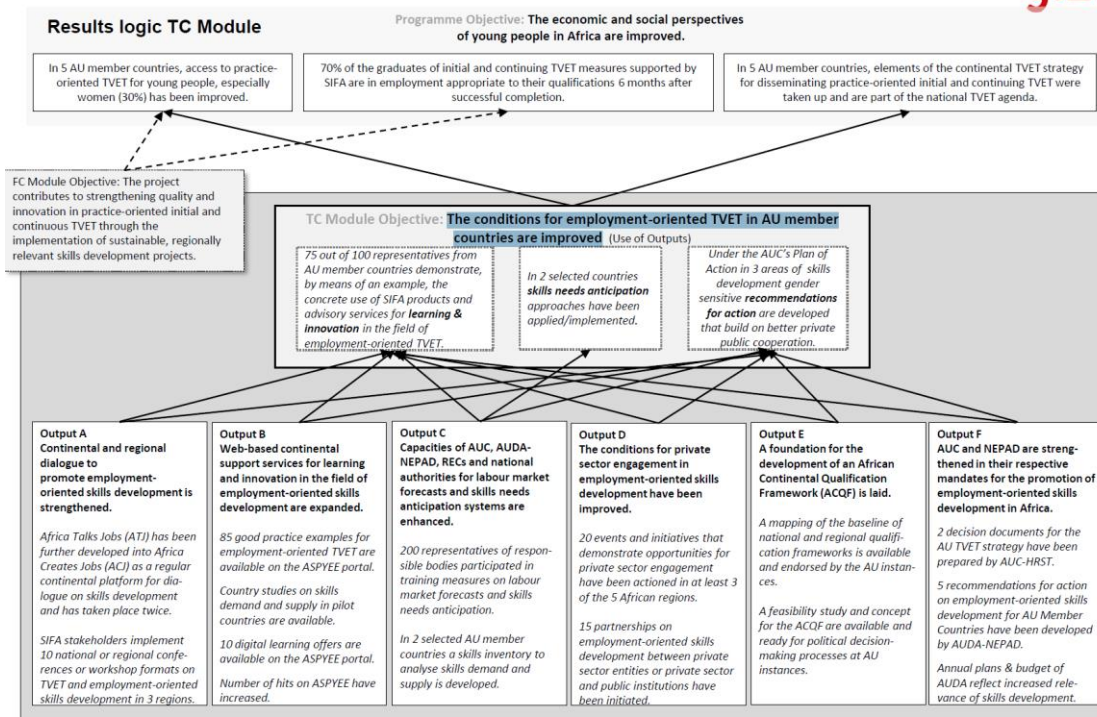 Results logic TC Module
Programme Objective: The economic and social perspectives
of young people in Africa are improved.
In 5 AU member countries, access to practice-
oriented TVET for young people, especially
women (30%) has been improved.
70% of the graduates of initial and continuing TVET measures supported by
SIFA are in employment appropriate to their qualifications 6 months after
successful completion.
In 5 AU member countries, elements of the continental TVET strategy
for disseminating practice-oriented initial and continuing TVET were
taken up and are part of the national TVET agenda.
FC Module Objective: The project
contributes to strengthening quality and
innovation in practice-oriented initial and
continuous TVET through the
implementation of sustainable, regionally
relevant skills development projects.
TC Module Objective: The conditions for employment-oriented TVET in AU member
countries are improved (Use of Outputs)
75 out of 100 representatives from
AU member countries demonstrate,
by means of an example, the
concrete use of SIFA products and
advisory services for learning &
innovation in the field of
employment-oriented TVET.
In 2 selected countries
skills needs anticipation
approaches have been
applied/implemented.
Under the AUC's Plan of
Action in 3 areas of skills
development gender
sensitive recommendations
for action are developed
that build on better private
public cooperation.
Output A
Continental and regional
dialogue to
promote employment-
oriented skills development is
strengthened.
Africa Talks Jobs (ATJ) has been
further developed into Africa
Creates Jobs (ACJ) as a regular
continental platform for dia-
logue on skills development
and has taken place twice.
SIFA stakeholders implement
10 national or regional confe-
rences or workshop formats on
TVET and employment-oriented
skills development in 3 regions.
Output B
Web-based continental
support services for learning
and innovation in the field of
employment-oriented skills
development are expanded.
85 good practice examples for
employment-oriented TVET are
available on the ASPYEE portal.
Country studies on skills
demand and supply in pilot
countries are available.
10 digital learning offers are
available on the ASPYEE portal.
Number of hits on ASPYEE have
increased.
Output C
Capacities of AUC, AUDA-
NEPAD, RECs and national
authorities for labour market
forecasts and skills needs
anticipation systems are
enhanced.
200 representatives of respon-
sible bodies participated in
training measures on labour
market forecasts and skills
needs anticipation.
In 2 selected AU member
countries a skills inventory to
analyse skills demand and
supply is developed.
Output D
The conditions for private
sector engagement in
employment-oriented skills
development have been
improved.
20 events and initiatives that
demonstrate opportunities for
private sector engagement
have been actioned in at least 3
of the 5 African regions.
15 partnerships on
employment-oriented skills
development between private
sector entities or private sector
and public institutions have
been initiated.
Output E
A foundation for the
development of an African
Continental Qualification
Framework (ACQF) is laid.
A mapping of the baseline of
national and regional qualifi-
cation frameworks is available
and endorsed by the AU instan-
ces.
A feasibility study and concept
for the ACQF are available and
ready for political decision-
making processes at AU
instances.
Output F
AUC and NEPAD are streng-
thened in their respective
mandates for the promotion of
employment-oriented skills
development in Africa.
2 decision documents for the
AU TVET strategy have been
prepared by AUC-HRST.
5 recommendations for action
on employment-oriented skills
development for AU Member
Countries have been developed
by AUDA-NEPAD.
Annual plans & budget of
AUDA reflect increased rele-
vance of skills development.